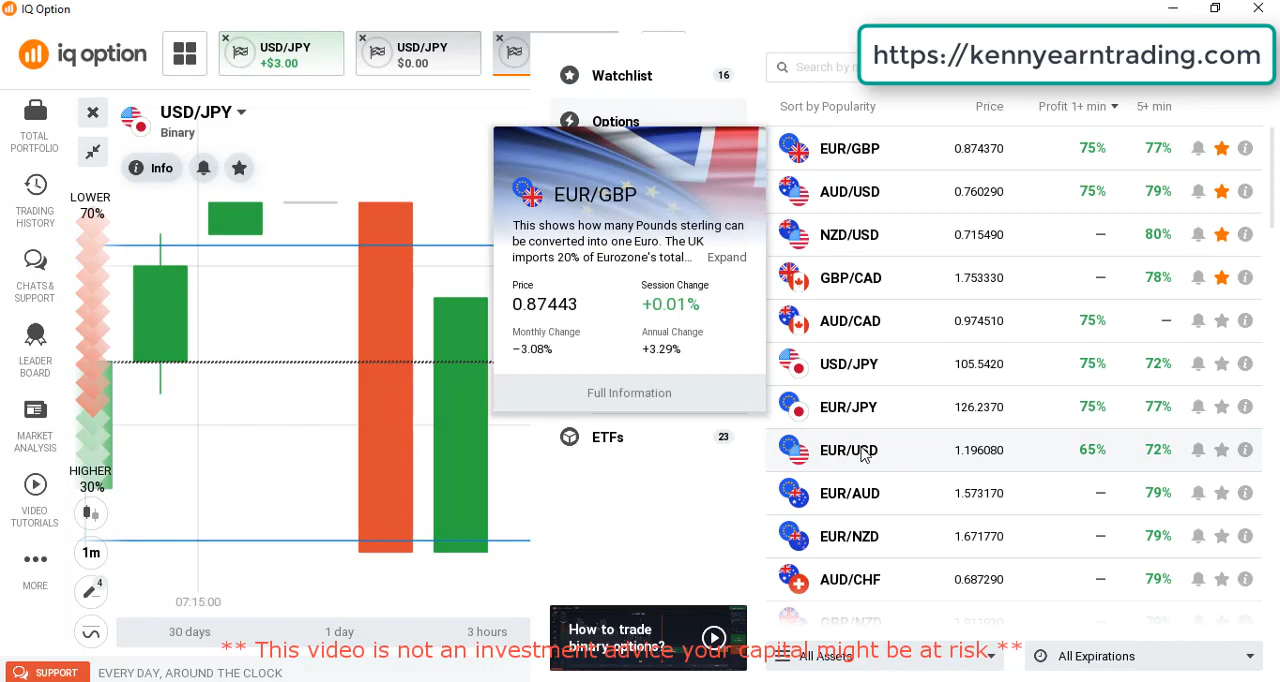 IQ Option
iq option
USD/JPY
+$3.00
USD/JPY
$0.00
https://kennyearntrading.com
TOTAL
PORTFOLIO
TRADING
HISTORY
CHATS &
SUPPORT
LEADER
BOARD
MARKET
ANALYSIS
VIDEO
TUTORIALS
MORE
USD/JPY
Binary
Info
LOWER
70%
HIGHER
30%
1m
4
07:15:00
30 days
1 day
3 hours
SUPPORT
EVERY DAY, AROUND THE CLOCK
Watchlist 16
Options
EUR/GBP
This shows how many Pounds sterling can
be converted into one Euro. The UK
imports 20% of Eurozone's total... Expand
Price
0.87443
Session Change
+0.01%
Monthly Change
−3.08%
Annual Change
+3.29%
Full Information
ETFs 23
How to trade
binary options?
Search by
Sort by Popularity Price Profit 1+ min 5+ min
EUR/GBP 0.874370 75% 77%
AUD/USD 0.760290 75% 79%
NZD/USD 0.715490 – 80%
GBP/CAD 1.753330 – 78%
AUD/CAD 0.974510 75% –
USD/JPY 105.5420 75% 72%
EUR/JPY 126.2370 75% 77%
EUR/USD 1.196080 65% 72%
EUR/AUD 1.573170 – 79%
EUR/NZD 1.671770 – 79%
AUD/CHF 0.687290 – 79%
All Assets
All Expirations
** This video is not an investment advice your capital might be at risk.**